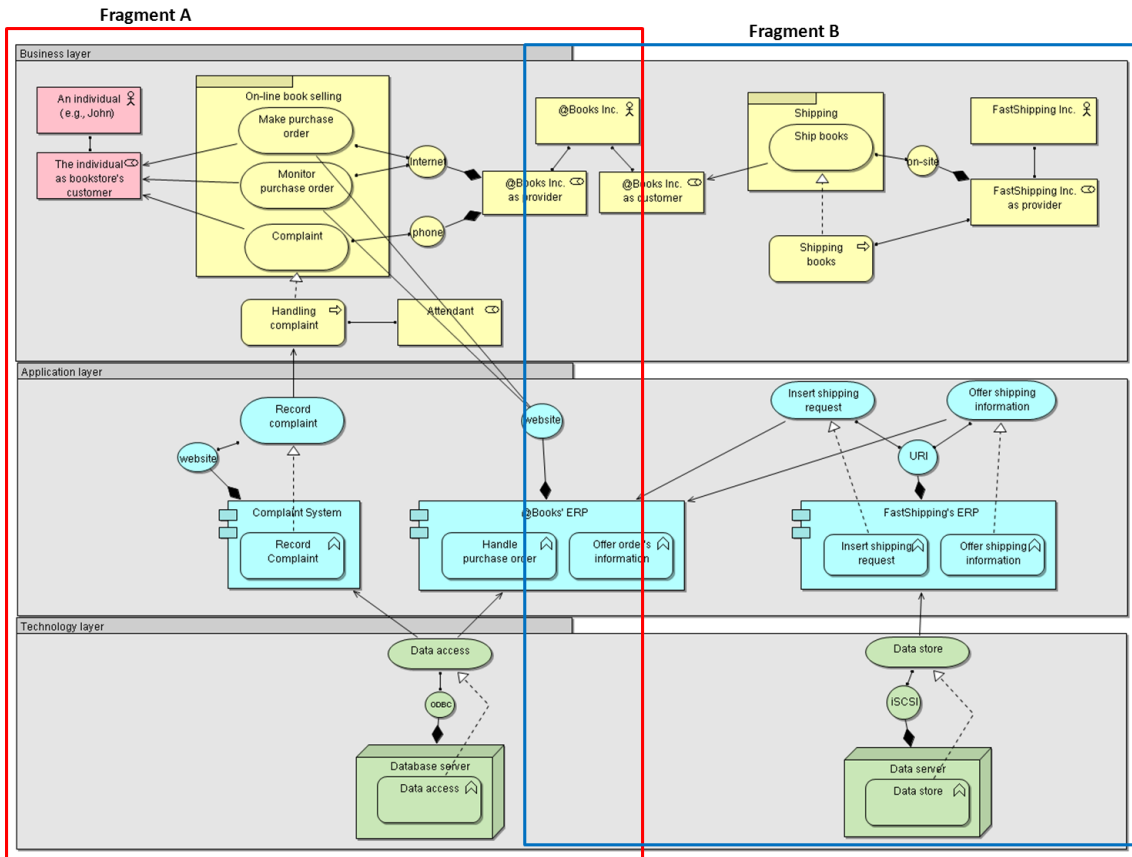 Fragment A
Fragment B
Business layer
An individual
(e.g., John)
The individual
as bookstore's
customer
On-line book selling
Make purchase
order
Monitor
purchase order
Complaint
Internet
phone
@Books Inc.
@Books Inc.
as provider
@Books Inc.
as customer
Shipping
Ship books
on-site
FastShipping Inc.
FastShipping Inc.
as provider
Shipping
books
Handling
complaint
Attendant
Application layer
Record
complaint
website
website
Insert shipping
request
Offer shipping
information
URI
Complaint System
Record
Complaint
@Books' ERP
Handle
purchase order
Offer order's
information
FastShipping's ERP
Insert shipping
request
Offer shipping
information
Technology layer
Data access
ODBC
Database server
Data access
Data store
iSCSI
Data server
Data store